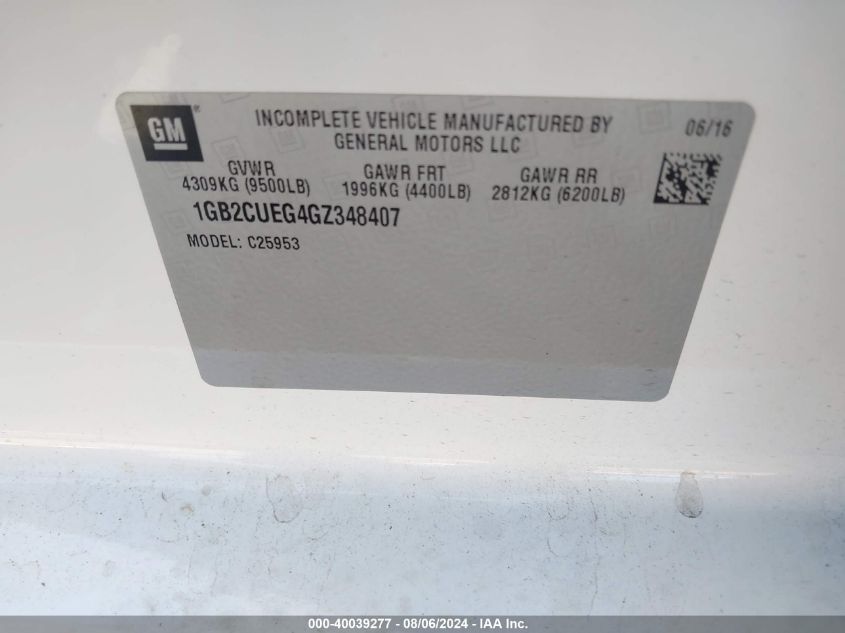 GM ®
INCOMPLETE VEHICLE MANUFACTURED BY
GENERAL MOTORS LLC
06/16
GVWR
4309KG (9500LB)
GAWR FRT
1996KG (4400LB)
GAWR RR
2812KG (6200LB)
1GB2CUEG4GZ348407
MODEL: C25953
000-40039277 - 08/06/2024 - IAA Inc.